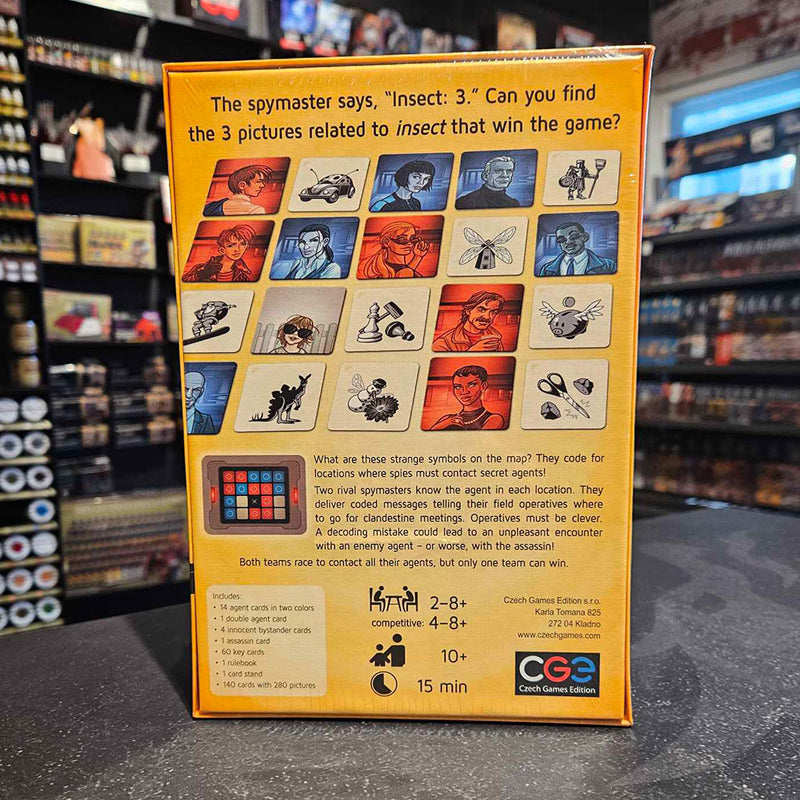 The spymaster says, “Insect: 3.” Can you find
the 3 pictures related to insect that win the game?
What are these strange symbols on the map? They code for
locations where spies must contact secret agents!
Two rival spymasters know the agent in each location. They
deliver coded messages telling their field operatives where
to go for clandestine meetings. Operatives must be clever.
A decoding mistake could lead to an unpleasant encounter
with an enemy agent – or worse, with the assassin!
Both teams race to contact all their agents, but only one team can win.
Includes:
• 14 agent cards in two colors
• 1 double agent card
• 4 innocent bystander cards
• 1 assassin card
• 60 key cards
• 1 rulebook
• 1 card stand
• 140 cards with 280 pictures
2–8+
competitive: 4–8+
10+
15 min
Czech Games Edition s.r.o.
Karla Tomana 825
272 04 Kladno
www.czechgames.com
CGE
Czech Games Edition